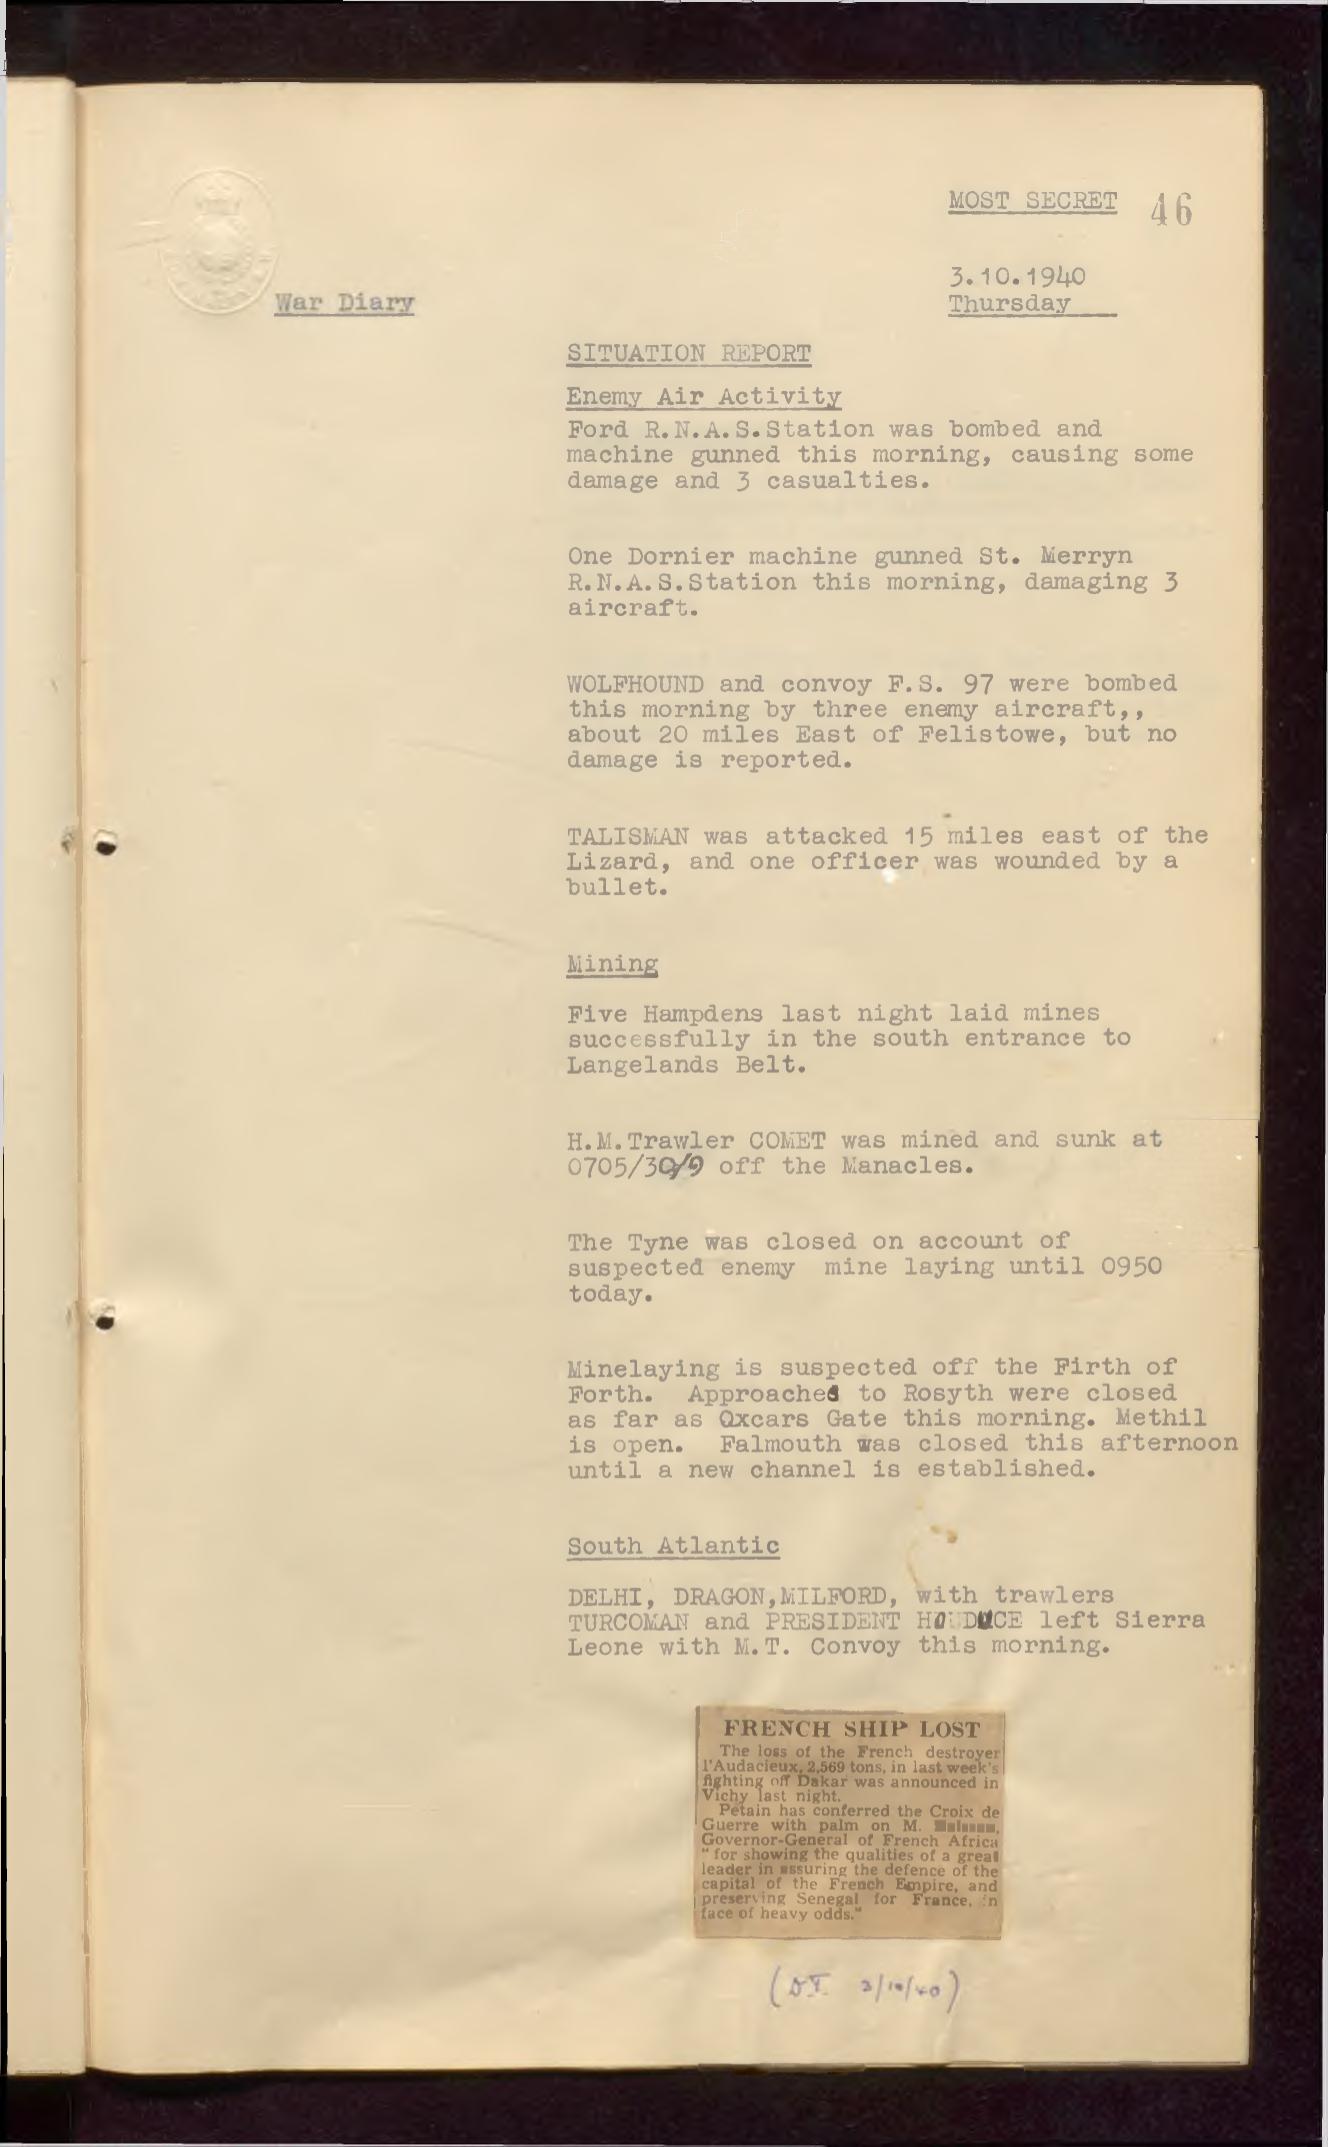 MOST SECRET 46
3.10.1940
Thursday
War Diary
SITUATION REPORT
Enemy Air Activity
Ford R.N.A.S.Station was bombed and
machine gunned this morning, causing some
damage and 3 casualties.
One Dornier machine gunned St. Merryn
R.N.A.S.Station this morning, damaging 3
aircraft.
WOLFHOUND and convoy F.S. 97 were bombed
this morning by three enemy aircraft,,
about 20 miles East of Felistowe, but no
damage is reported.
TALISMAN was attacked 15 miles east of the
Lizard, and one officer was wounded by a
bullet.
Mining
Five Hampdens last night laid mines
successfully in the south entrance to
Langelands Belt.
H.M.Trawler COMET was mined and sunk at
0705/30/9 off the Manacles.
The Tyne was closed on account of
suspected enemy mine laying until 0950
today.
Minelaying is suspected off the Firth of
Forth. Approaches to Rosyth were closed
as far as Oxcars Gate this morning. Methil
is open. Falmouth was closed this afternoon
until a new channel is established.
South Atlantic
DELHI, DRAGON,MILFORD, with trawlers
TURCOMAN and PRESIDENT HOUDUCE left Sierra
Leone with M.T. Convoy this morning.
FRENCH SHIP LOST
The loss of the French destroyer
l'Audacieux, 2,569 tons, in last week's
fighting off Dakar was announced in
Vichy last night.
Petain has conferred the Croix de
Guerre with palm on M.
Governor-General of French Africa
"for showing the qualities of a great
leader in assuring the defence of the
capital of the French Empire, and
preserving Senegal for France, in
face of heavy odds."
(D.T. 3/10/40)